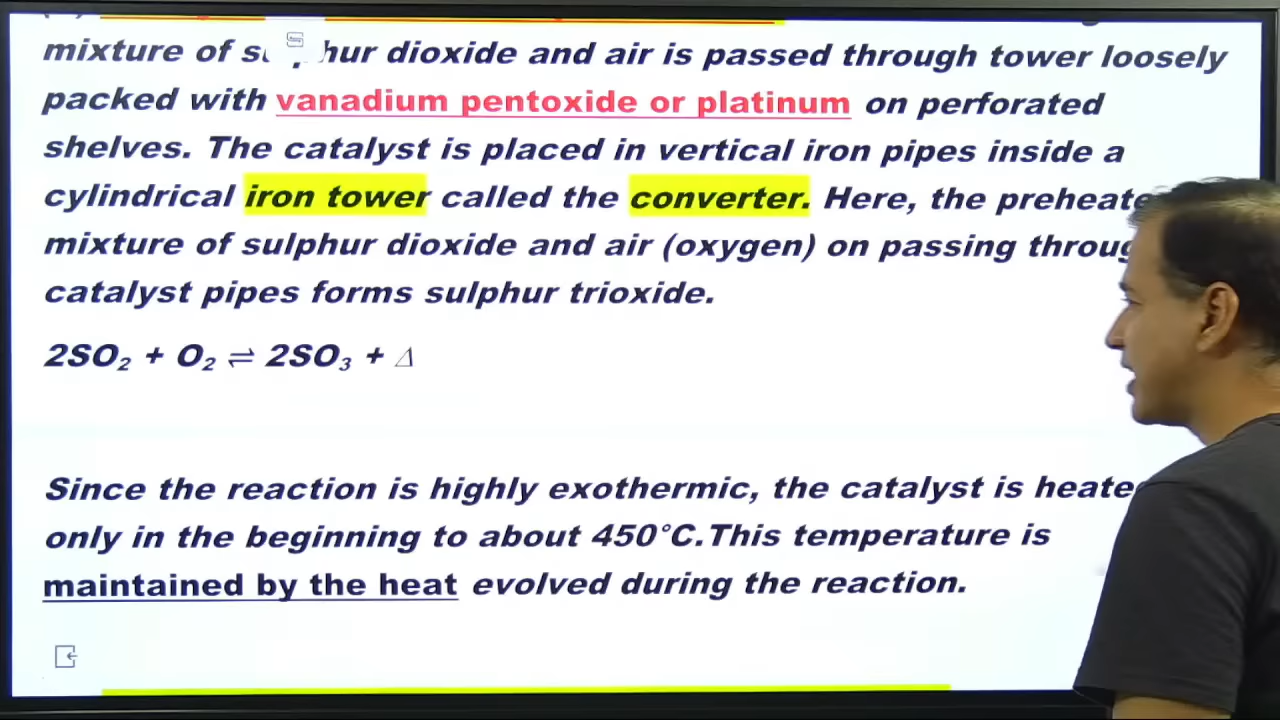 mixture of sulphur dioxide and air is passed through tower loosely
packed with vanadium pentoxide or platinum on perforated
shelves. The catalyst is placed in vertical iron pipes inside a
cylindrical iron tower called the converter. Here, the preheate
mixture of sulphur dioxide and air (oxygen) on passing throug
catalyst pipes forms sulphur trioxide.
2SO₂ + O₂ ⇌ 2SO₃ + Δ
Since the reaction is highly exothermic, the catalyst is heate
only in the beginning to about 450°C.This temperature is
maintained by the heat evolved during the reaction.